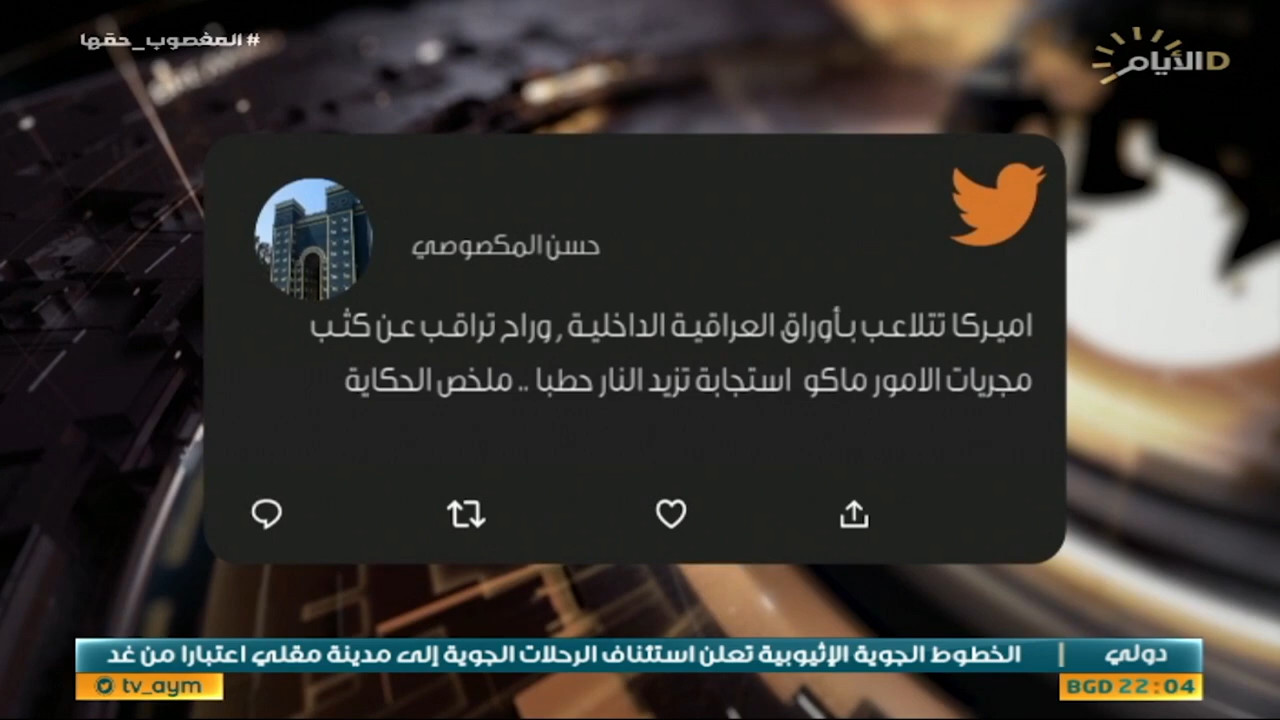 #المغصوب_حقها
الأيام D
حسن المكصوصي
اميركا تتلاعب بأوراق العراقية الداخلية , وراح تراقب عن كثب
مجريات الامور ماكو استجابة تزيد النار حطبا .. ملخص الحكاية
دولي | الخطوط الجوية الإثيوبية تعلن استئناف الرحلات الجوية إلى مدينة مقلي اعتبارا من غد
BGD 22:04
tv_aym